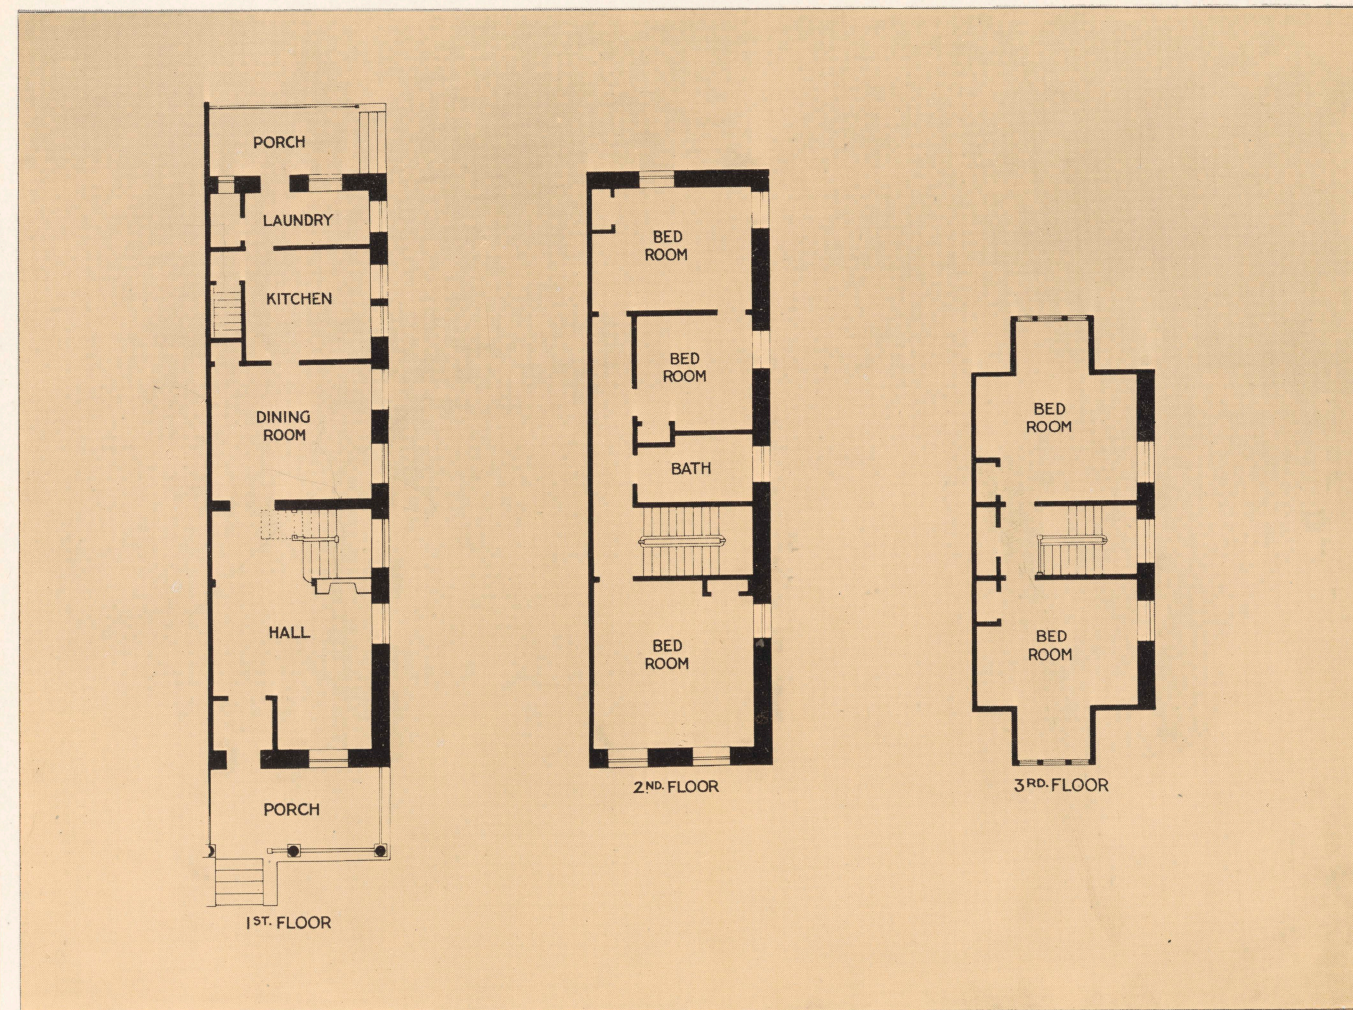 PORCH
LAUNDRY
KITCHEN
DINING
ROOM
HALL
PORCH
1ST. FLOOR
BED
ROOM
BED
ROOM
BATH
BED
ROOM
2ND. FLOOR
BED
ROOM
BED
ROOM
3RD. FLOOR